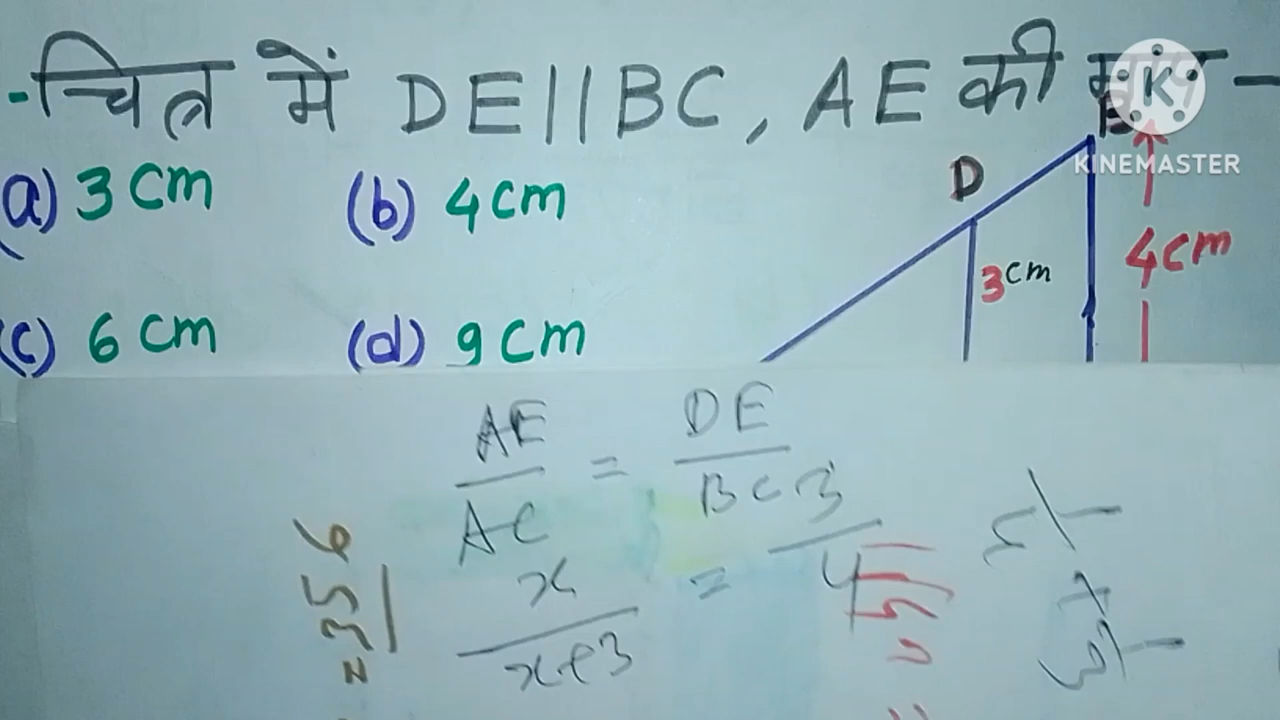 चित्र में DE||BC, AE की
(a) 3 cm (b) 4 cm
D
4cm
3cm
(c) 6 cm (d) 9 cm
AE/AC = DE/BC
x/x+3 = 3/4
KINEMASTER